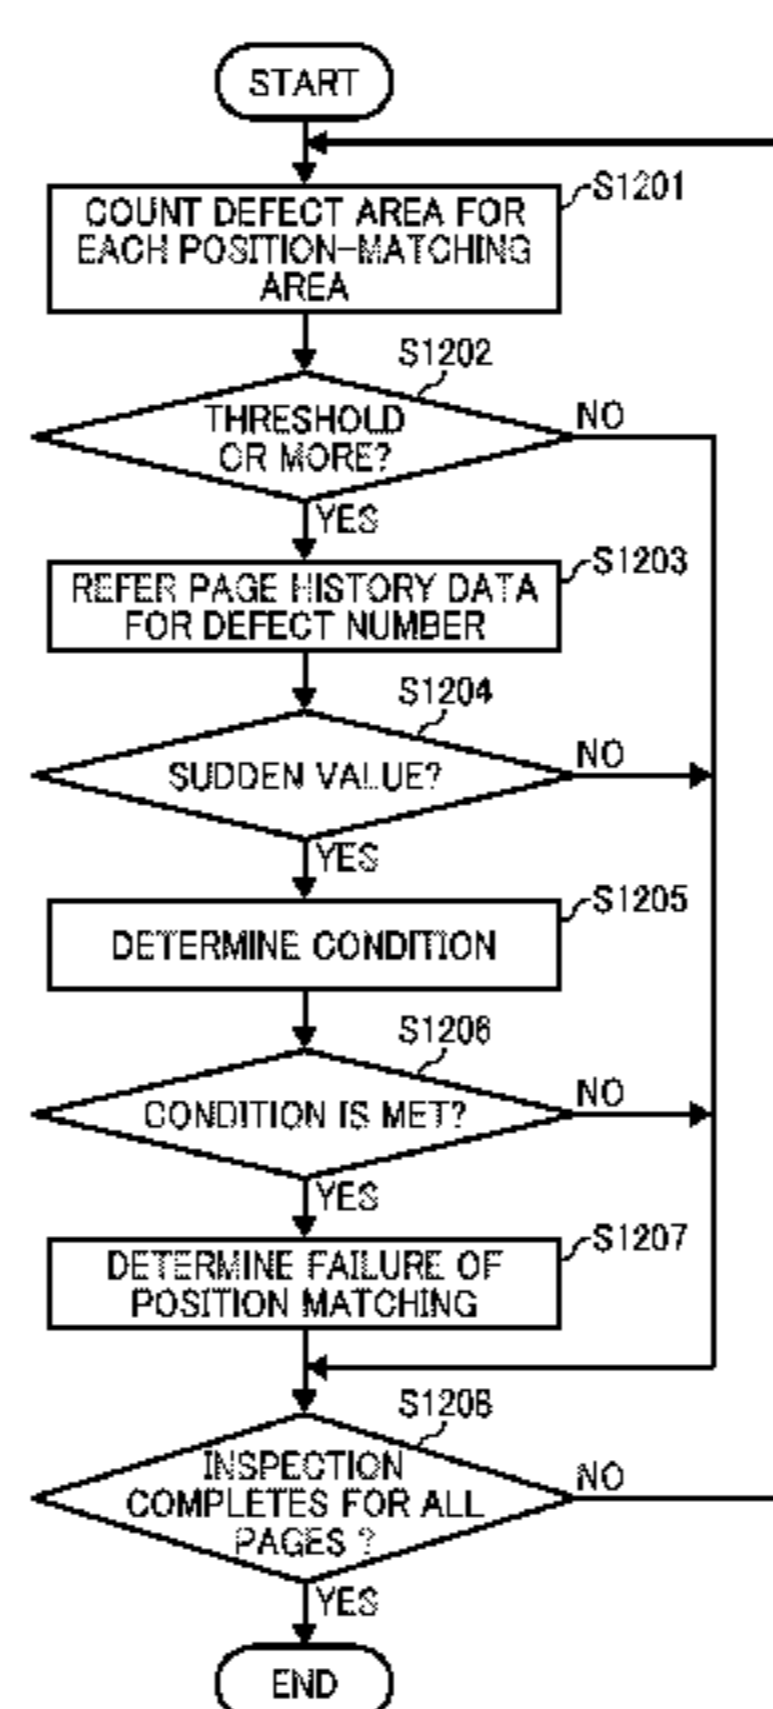 START
S1201
COUNT DEFECT AREA FOR
EACH POSITION-MATCHING
AREA
S1202
THRESHOLD
OR MORE?
NO
YES
S1203
REFER PAGE HISTORY DATA
FOR DEFECT NUMBER
S1204
SUDDEN VALUE?
NO
YES
S1205
DETERMINE CONDITION
S1206
CONDITION IS MET?
NO
YES
S1207
DETERMINE FAILURE OF
POSITION MATCHING
S1208
INSPECTION
COMPLETES FOR ALL
PAGES ?
NO
YES
END